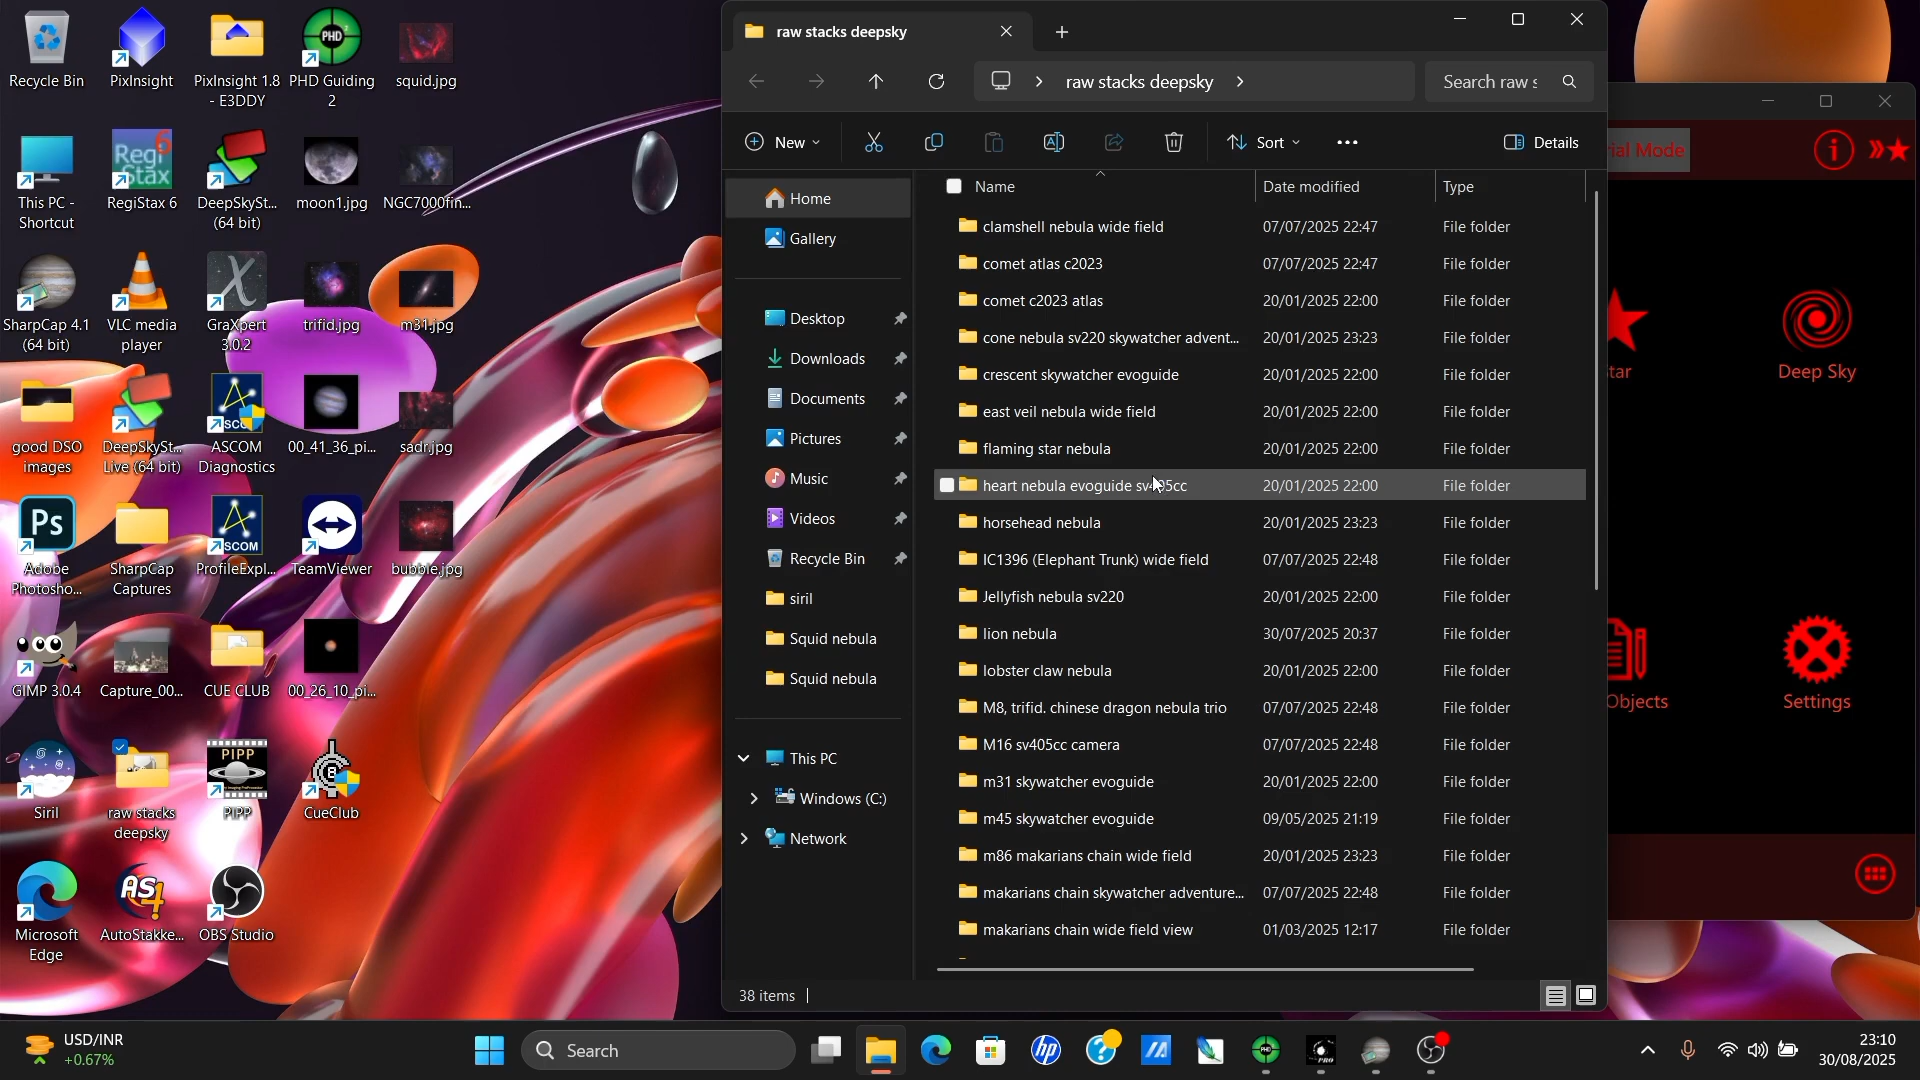 Recycle Bin
PixInsight
PixInsight 1.8
- E3DDY
PHD Guiding
2
squid.jpg
This PC -
Shortcut
RegiStax 6
DeepSkySt...
(64 bit)
moon1.jpg
NGC7000fin...
SharpCap 4.1
(64 bit)
VLC media
player
GraXpert
3.0.2
trifid.jpg
m31.jpg
good DSO
images
DeepSkySt...
Live (64 bit)
ASCOM
Diagnostics
00_41_36_pi...
sadr.jpg
Ps
Adobe
Photosho...
SharpCap
Captures
ASCOM
ProfileExpl...
TeamViewer
bubble.jpg
GIMP 3.0.4
Capture_00...
CUE CLUB
00_26_10_pi...
Siril
raw stacks
deepsky
PIPP
PIPP
CueClub
Microsoft
Edge
AS4
AutoStakke...
OBS Studio
raw stacks deepsky
raw stacks deepsky
Search raw s
New
Sort
Details
Home
Gallery
Desktop
Downloads
Documents
Pictures
Music
Videos
Recycle Bin
siril
Squid nebula
Squid nebula
This PC
Windows (C:)
Network
Name Date modified Type
clamshell nebula wide field 07/07/2025 22:47 File folder
comet atlas c2023 07/07/2025 22:47 File folder
comet c2023 atlas 20/01/2025 22:00 File folder
cone nebula sv220 skywatcher advent... 20/01/2025 23:23 File folder
crescent skywatcher evoguide 20/01/2025 22:00 File folder
east veil nebula wide field 20/01/2025 22:00 File folder
flaming star nebula 20/01/2025 22:00 File folder
heart nebula evoguide sv405cc 20/01/2025 22:00 File folder
horsehead nebula 20/01/2025 23:23 File folder
IC1396 (Elephant Trunk) wide field 07/07/2025 22:48 File folder
Jellyfish nebula sv220 20/01/2025 22:00 File folder
lion nebula 30/07/2025 20:37 File folder
lobster claw nebula 20/01/2025 22:00 File folder
M8, trifid. chinese dragon nebula trio 07/07/2025 22:48 File folder
M16 sv405cc camera 07/07/2025 22:48 File folder
m31 skywatcher evoguide 20/01/2025 22:00 File folder
m45 skywatcher evoguide 09/05/2025 21:19 File folder
m86 makarians chain wide field 20/01/2025 23:23 File folder
makarians chain skywatcher adventure... 07/07/2025 22:48 File folder
makarians chain wide field view 01/03/2025 12:17 File folder
38 items
ial Mode
tar
Deep Sky
Objects
Settings
USD/INR
+0.67%
Search
23:10
30/08/2025